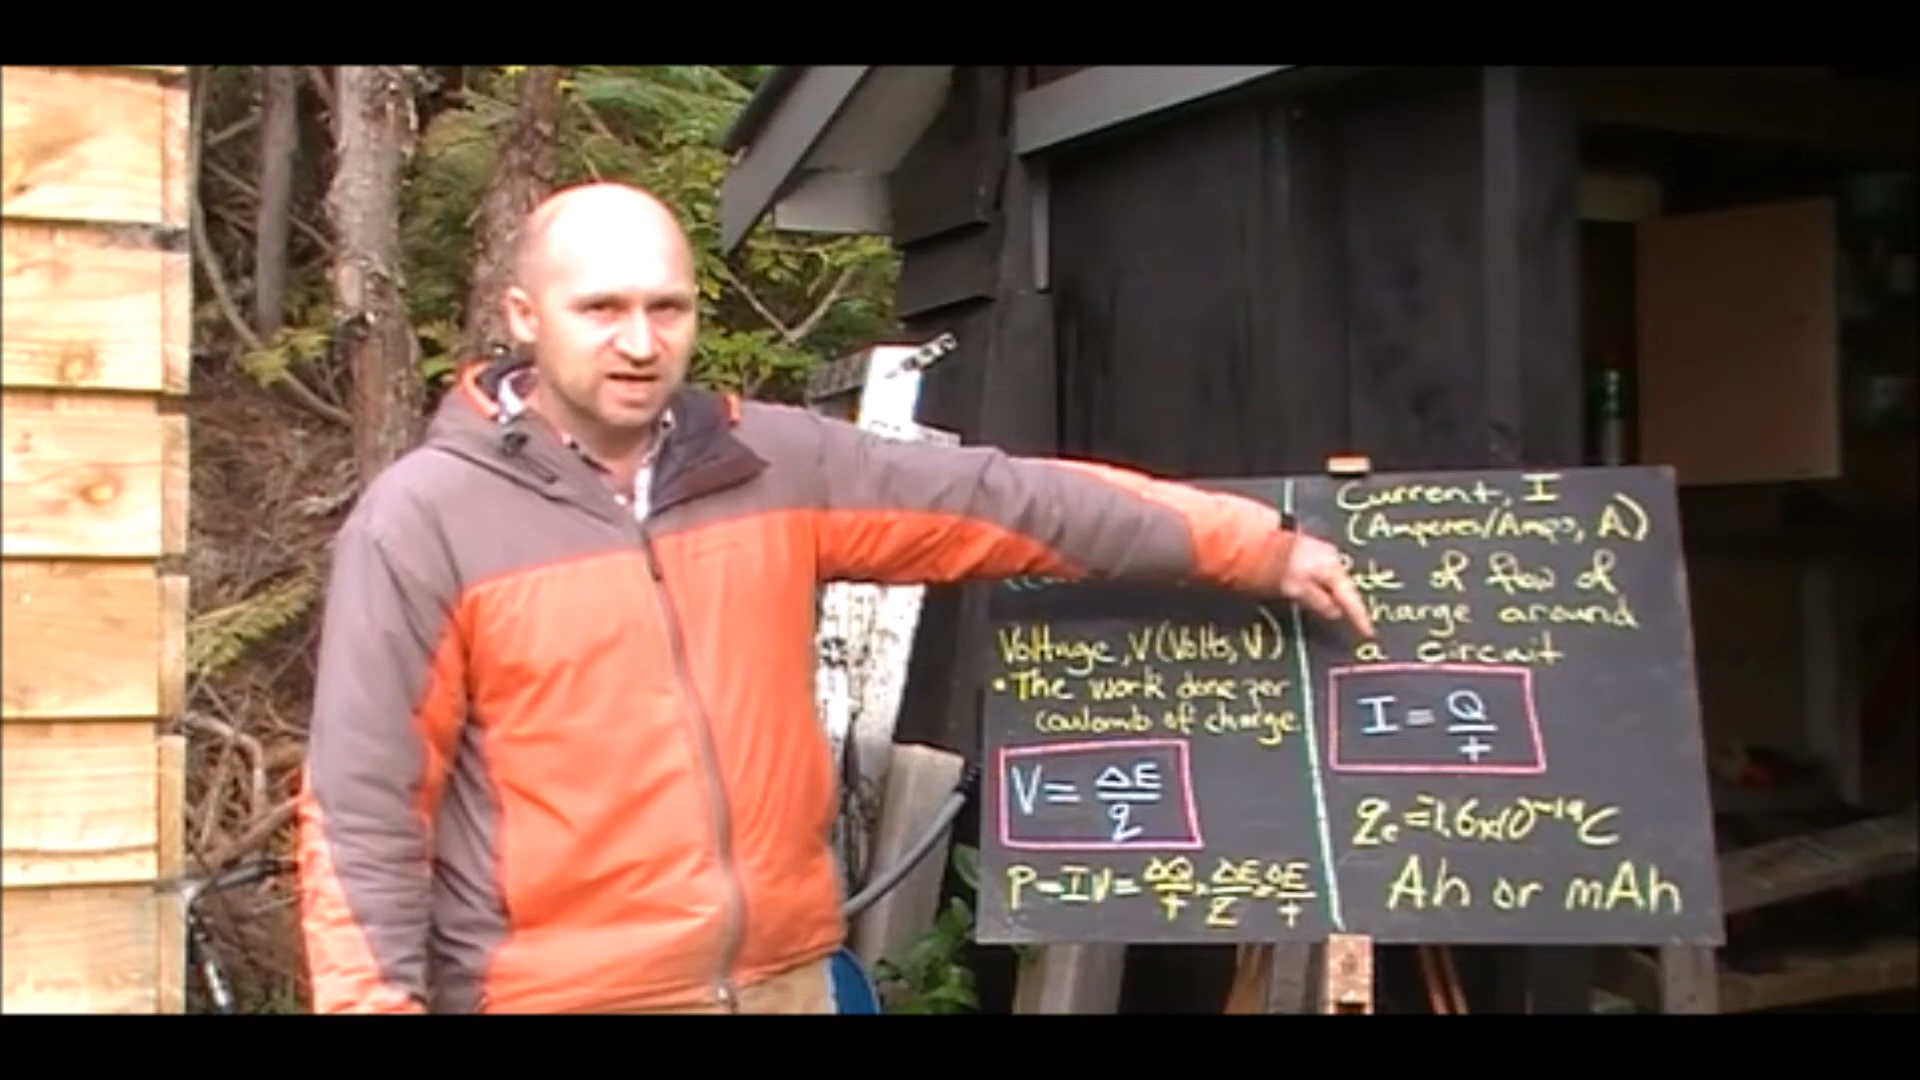 Voltage, V (Volts, V)
• The work done per
coulomb of charge
V = ΔE/q
P = IV = ΔQ/t × ΔE/q = ΔE/t
Current, I
(Amperes/Amps, A)
Rate of flow of
charge around
a circuit
I = Q/t
qe = 1.6x10⁻¹⁹C
Ah or mAh